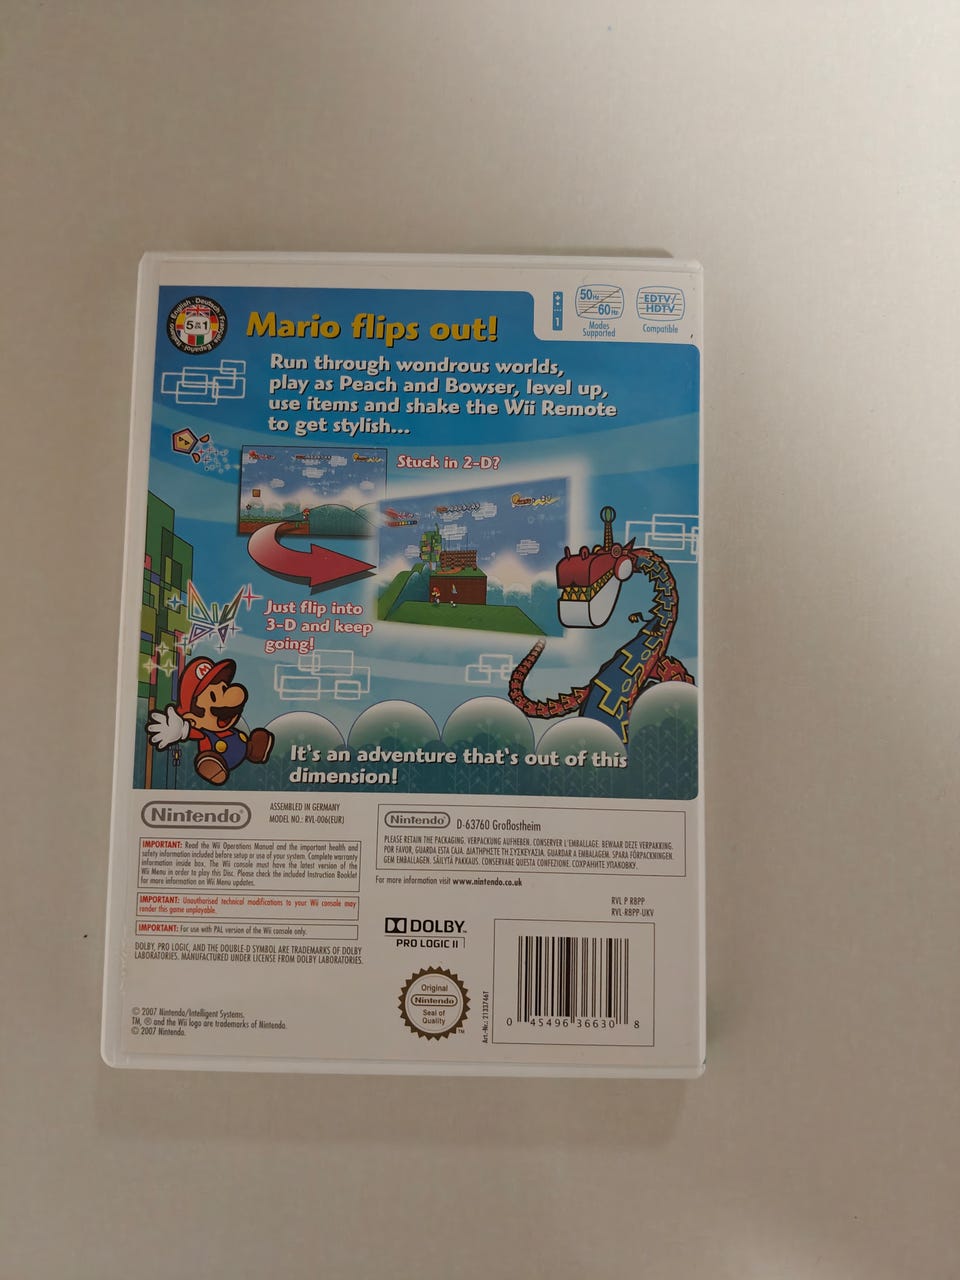 English · Deutsch · Français · Español · Italiano
5 in 1
Mario flips out!
1
50Hz
60Hz
Modes
Supported
EDTV/
HDTV
Compatible
Run through wondrous worlds,
play as Peach and Bowser, level up,
use items and shake the Wii Remote
to get stylish...
Stuck in 2-D?
Just flip into
3-D and keep
going!
M
It's an adventure that's out of this
dimension!
Nintendo®
ASSEMBLED IN GERMANY
MODEL NO.: RVL-006(EUR)
IMPORTANT: Read the Wii Operations Manual and the important health and
safety information included before setup or use of your system. Complete warranty
information inside box. The Wii console must have the latest version of the
Wii Menu in order to play this Disc. Please check the included Instruction Booklet
for more information on Wii Menu updates.
IMPORTANT: Unauthorised technical modifications to your Wii console may
render this game unplayable.
IMPORTANT: For use with PAL version of the Wii console only.
DOLBY, PRO LOGIC, AND THE DOUBLE-D SYMBOL ARE TRADEMARKS OF DOLBY
LABORATORIES. MANUFACTURED UNDER LICENSE FROM DOLBY LABORATORIES.
© 2007 Nintendo/Intelligent Systems.
TM, ® and the Wii logo are trademarks of Nintendo.
© 2007 Nintendo.
Nintendo® D-63760 Großostheim
PLEASE RETAIN THE PACKAGING. VERPACKUNG AUFHEBEN. CONSERVER L'EMBALLAGE. BEWAAR DEZE VERPAKKING.
POR FAVOR, GUARDA ESTA CAJA. ΔΙΑΤΗΡΗΣΤΕ ΤΗ ΣΥΣΚΕΥΑΣΙΑ. GUARDAR A EMBALAGEM. SPARA FÖRPACKNINGEN.
GEM EMBALLAGEN. SÄILYTÄ PAKKAUS. CONSERVARE QUESTA CONFEZIONE. СОХРАНИТЕ УПАКОВКУ.
For more information visit www.nintendo.co.uk
RVL P R8PP
RVL-R8PP-UKV
DOLBY™
PRO LOGIC II
Original
Nintendo®
Seal of
Quality
TM
Art.-Nr.: 2133746T
0 45496 36630 8